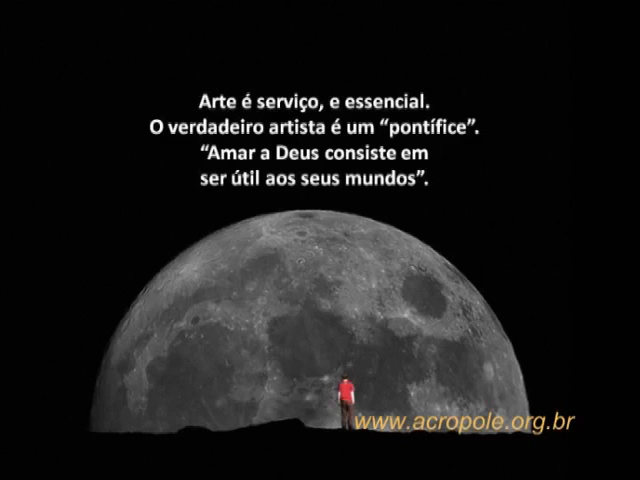 Arte é serviço, e essencial.
O verdadeiro artista é um “pontífice”.
“Amar a Deus consiste em
ser útil aos seus mundos”.
www.acropole.org.br